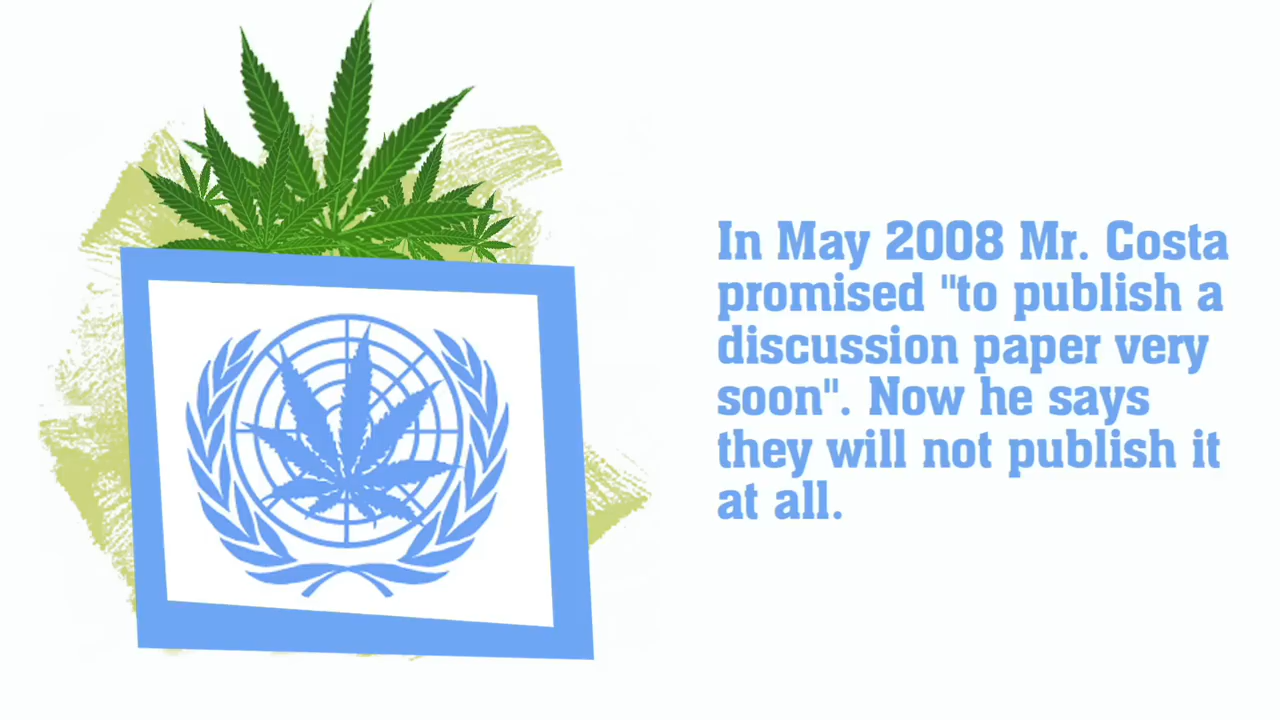 In May 2008 Mr. Costa
promised "to publish a
discussion paper very
soon". Now he says
they will not publish it
at all.